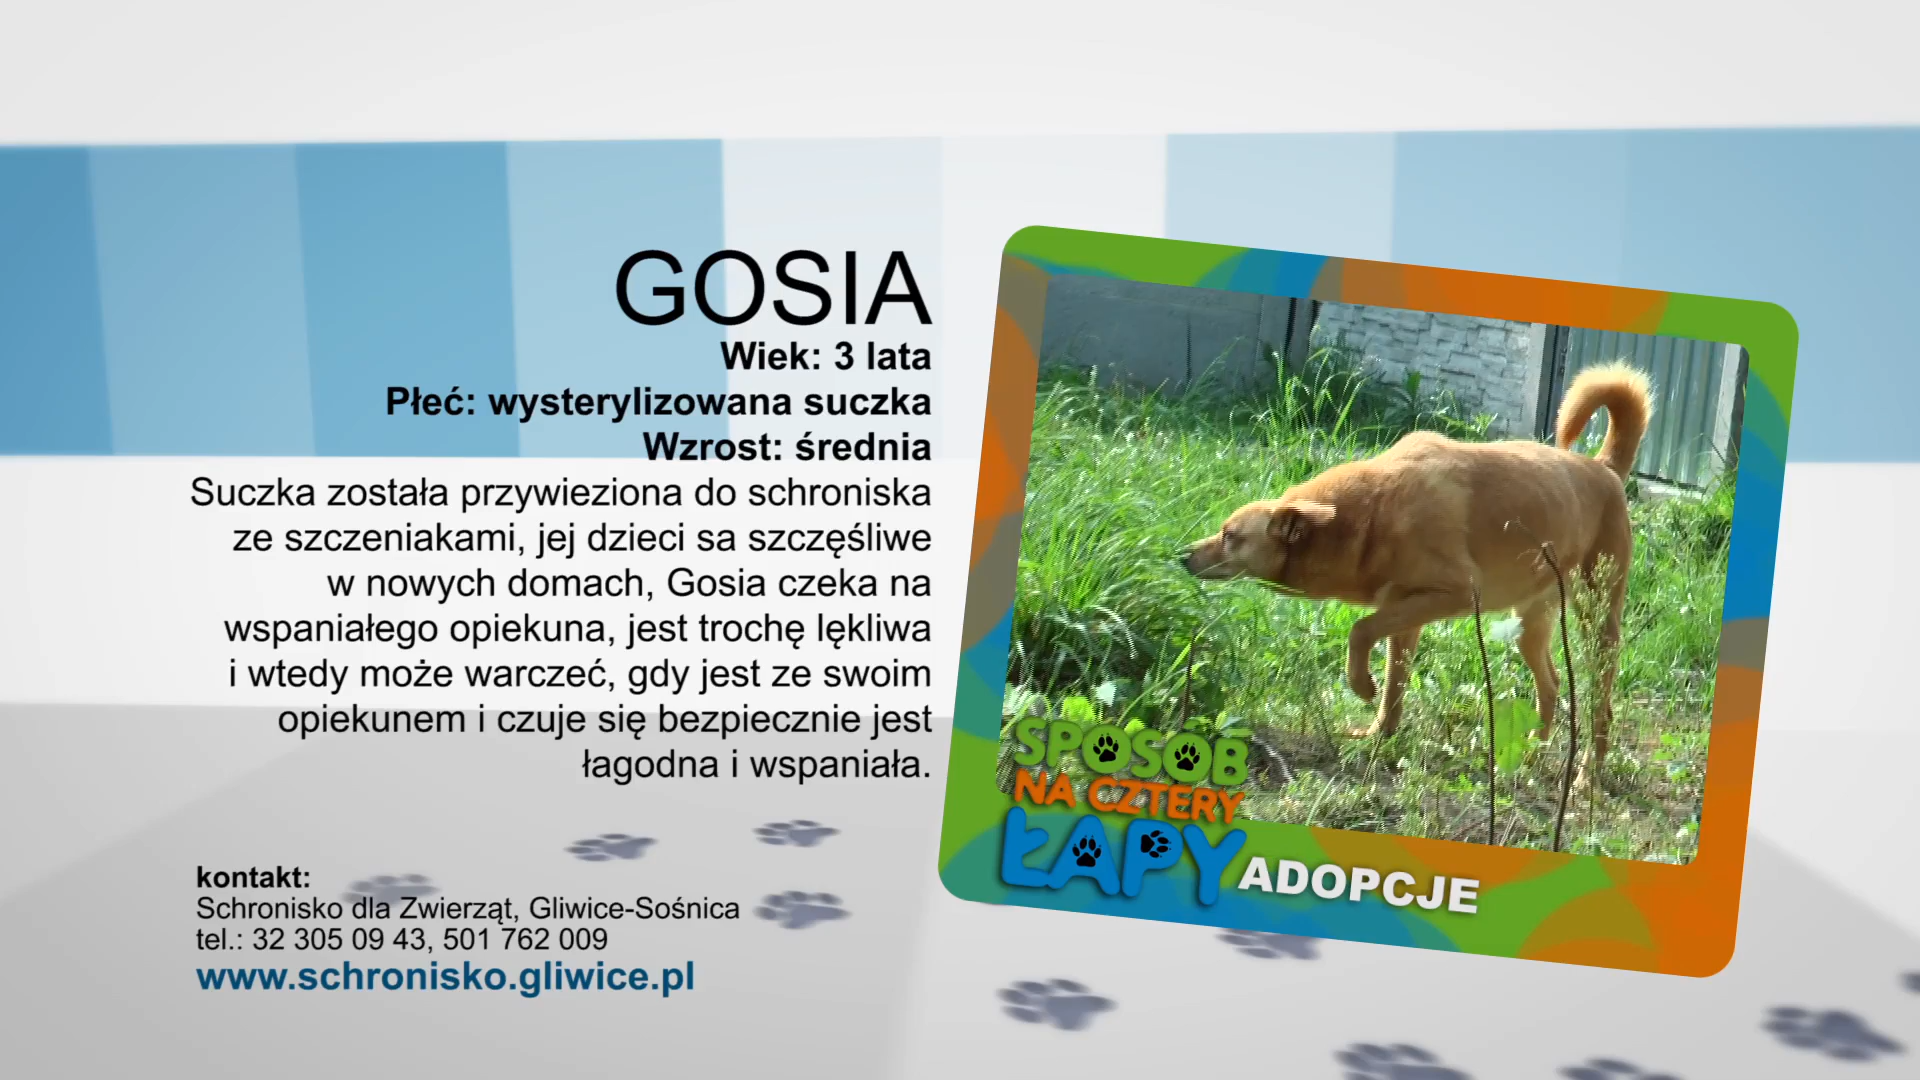 GOSIA
Wiek: 3 lata
Płeć: wysterylizowana suczka
Wzrost: średnia
Suczka została przywieziona do schroniska
ze szczeniakami, jej dzieci sa szczęśliwe
w nowych domach, Gosia czeka na
wspaniałego opiekuna, jest trochę lękliwa
i wtedy może warczeć, gdy jest ze swoim
opiekunem i czuje się bezpiecznie jest
łagodna i wspaniała.
kontakt:
Schronisko dla Zwierząt, Gliwice-Sośnica
tel.: 32 305 09 43, 501 762 009
www.schronisko.gliwice.pl
SPOSÓB
NA CZTERY
ŁAPY
ADOPCJE